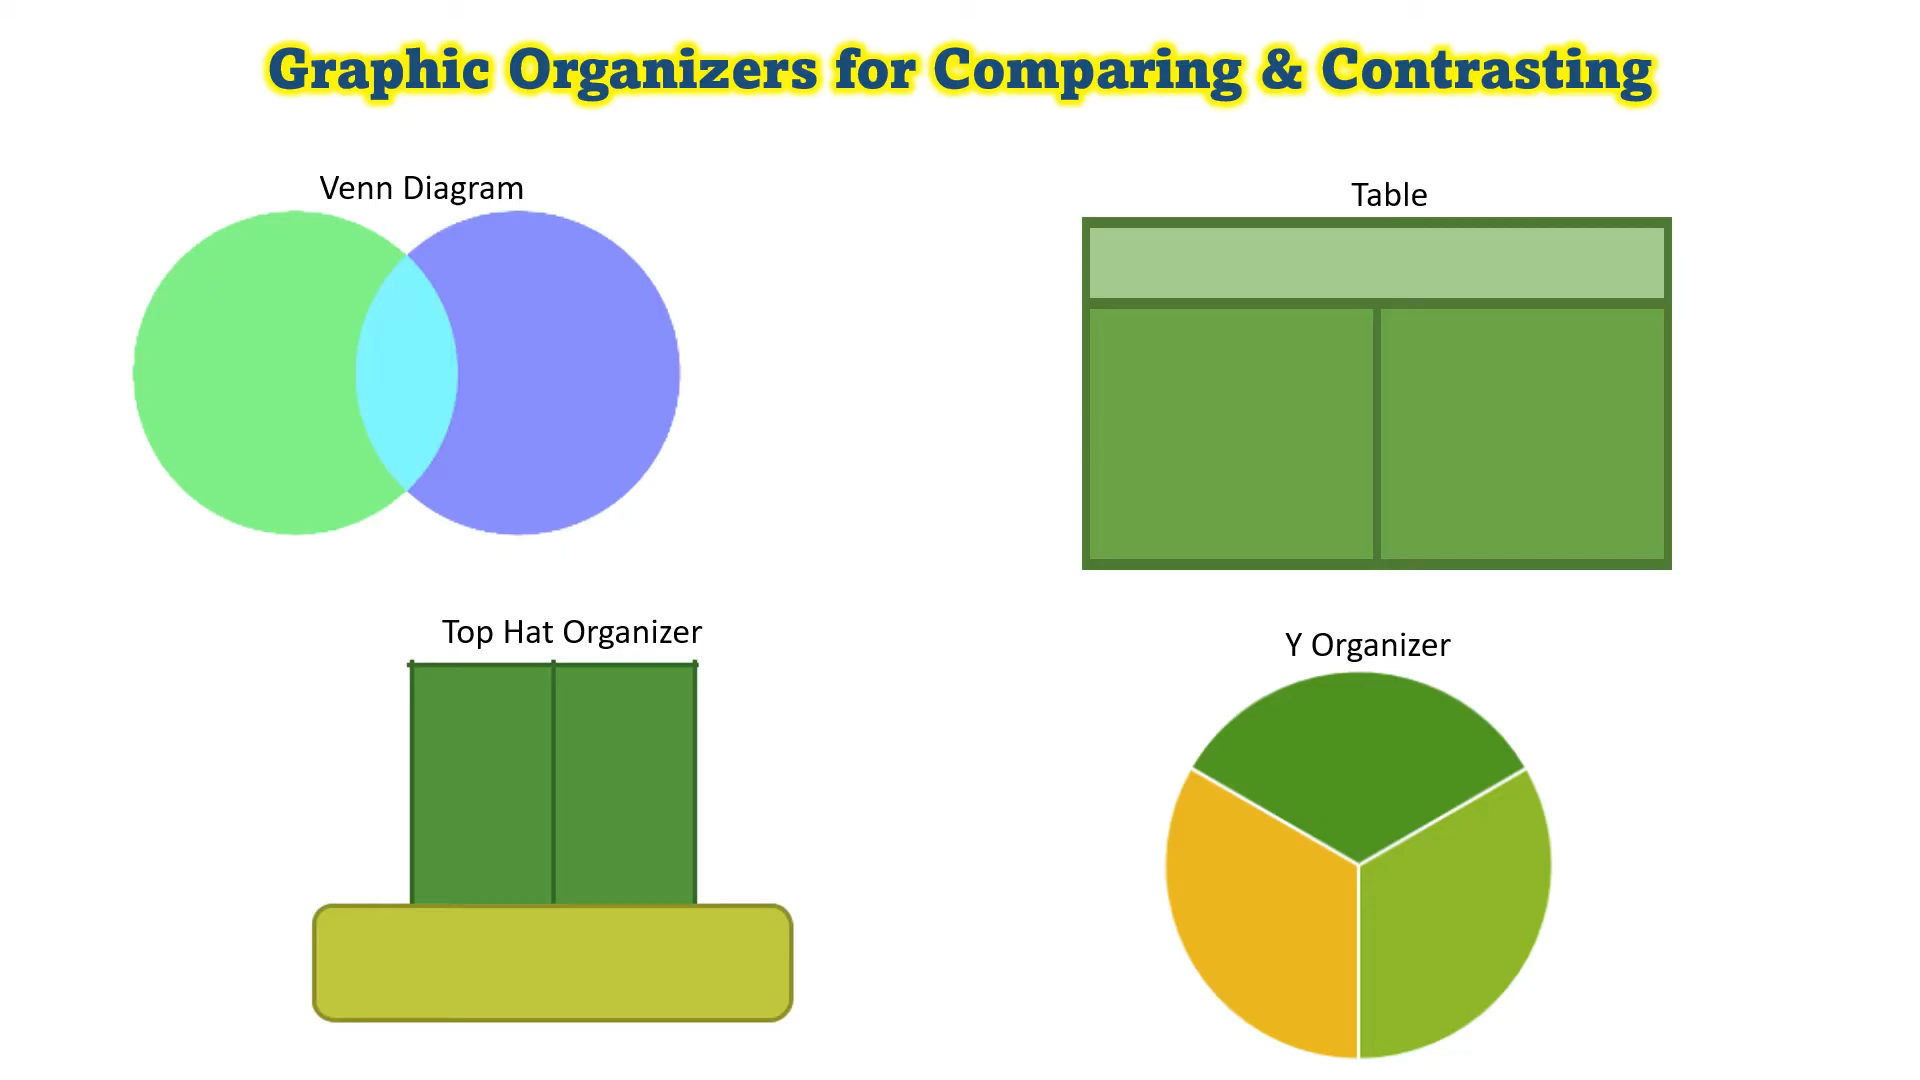 Graphic Organizers for Comparing & Contrasting
Venn Diagram
Table
Top Hat Organizer
Y Organizer